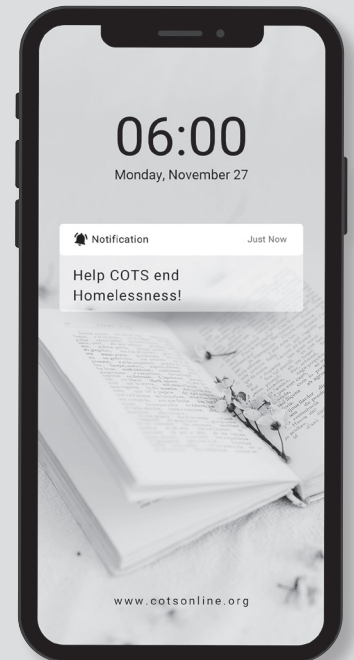 06:00
Monday, November 27
Notification
Just Now
Help COTS end
Homelessness!
www.cotsonline.org